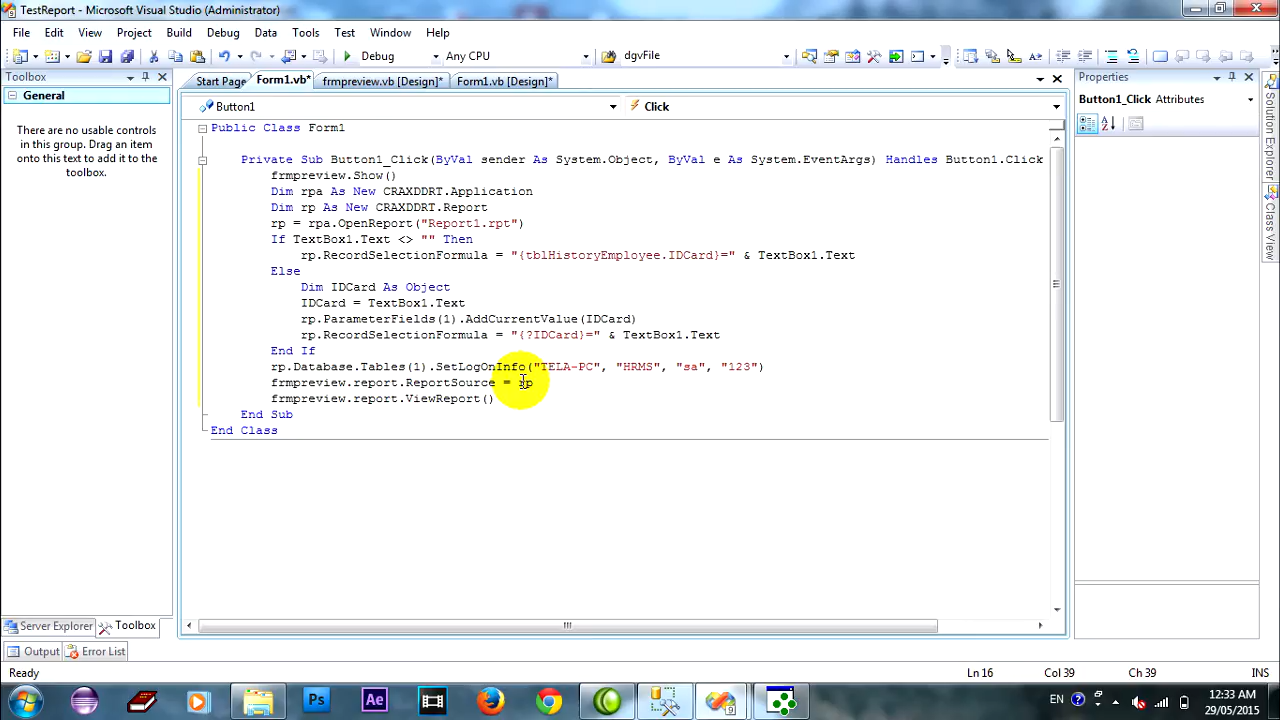 TestReport - Microsoft Visual Studio (Administrator)
File Edit View Project Build Debug Data Tools Test Window Help
Debug Any CPU dgvFile
Toolbox
General
There are no usable controls
in this group. Drag an item
onto this text to add it to the
toolbox.
Server Explorer Toolbox
Start Page Form1.vb* frmpreview.vb [Design]* Form1.vb [Design]*
Button1 Click
Public Class Form1
Private Sub Button1_Click(ByVal sender As System.Object, ByVal e As System.EventArgs) Handles Button1.Click
frmpreview.Show()
Dim rpa As New CRAXDDRT.Application
Dim rp As New CRAXDDRT.Report
rp = rpa.OpenReport("Report1.rpt")
If TextBox1.Text <> "" Then
rp.RecordSelectionFormula = "{tblHistoryEmployee.IDCard}=" & TextBox1.Text
Else
Dim IDCard As Object
IDCard = TextBox1.Text
rp.ParameterFields(1).AddCurrentValue(IDCard)
rp.RecordSelectionFormula = "{?IDCard}=" & TextBox1.Text
End If
rp.Database.Tables(1).SetLogOnInfo("TELA-PC", "HRMS", "sa", "123")
frmpreview.report.ReportSource = rp
frmpreview.report.ViewReport()
End Sub
End Class
Properties
Button1_Click Attributes
Solution Explorer
Class View
Output Error List
Ready Ln 16 Col 39 Ch 39 INS
Ps Ae 9 EN 12:33 AM
29/05/2015